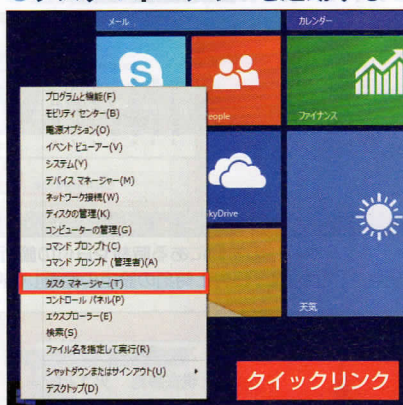 メール
カレンダー
People
ファイナンス
SkyDrive
天気
プログラムと機能(F)
モビリティ センター(B)
電源オプション(O)
イベント ビューアー(V)
システム(Y)
デバイス マネージャー(M)
ネットワーク接続(W)
ディスクの管理(K)
コンピューターの管理(G)
コマンド プロンプト(C)
コマンド プロンプト (管理者)(A)
タスク マネージャー(T)
コントロール パネル(P)
エクスプローラー(E)
検索(S)
ファイル名を指定して実行(R)
シャットダウンまたはサインアウト(U)
デスクトップ(D)
クイックリンク